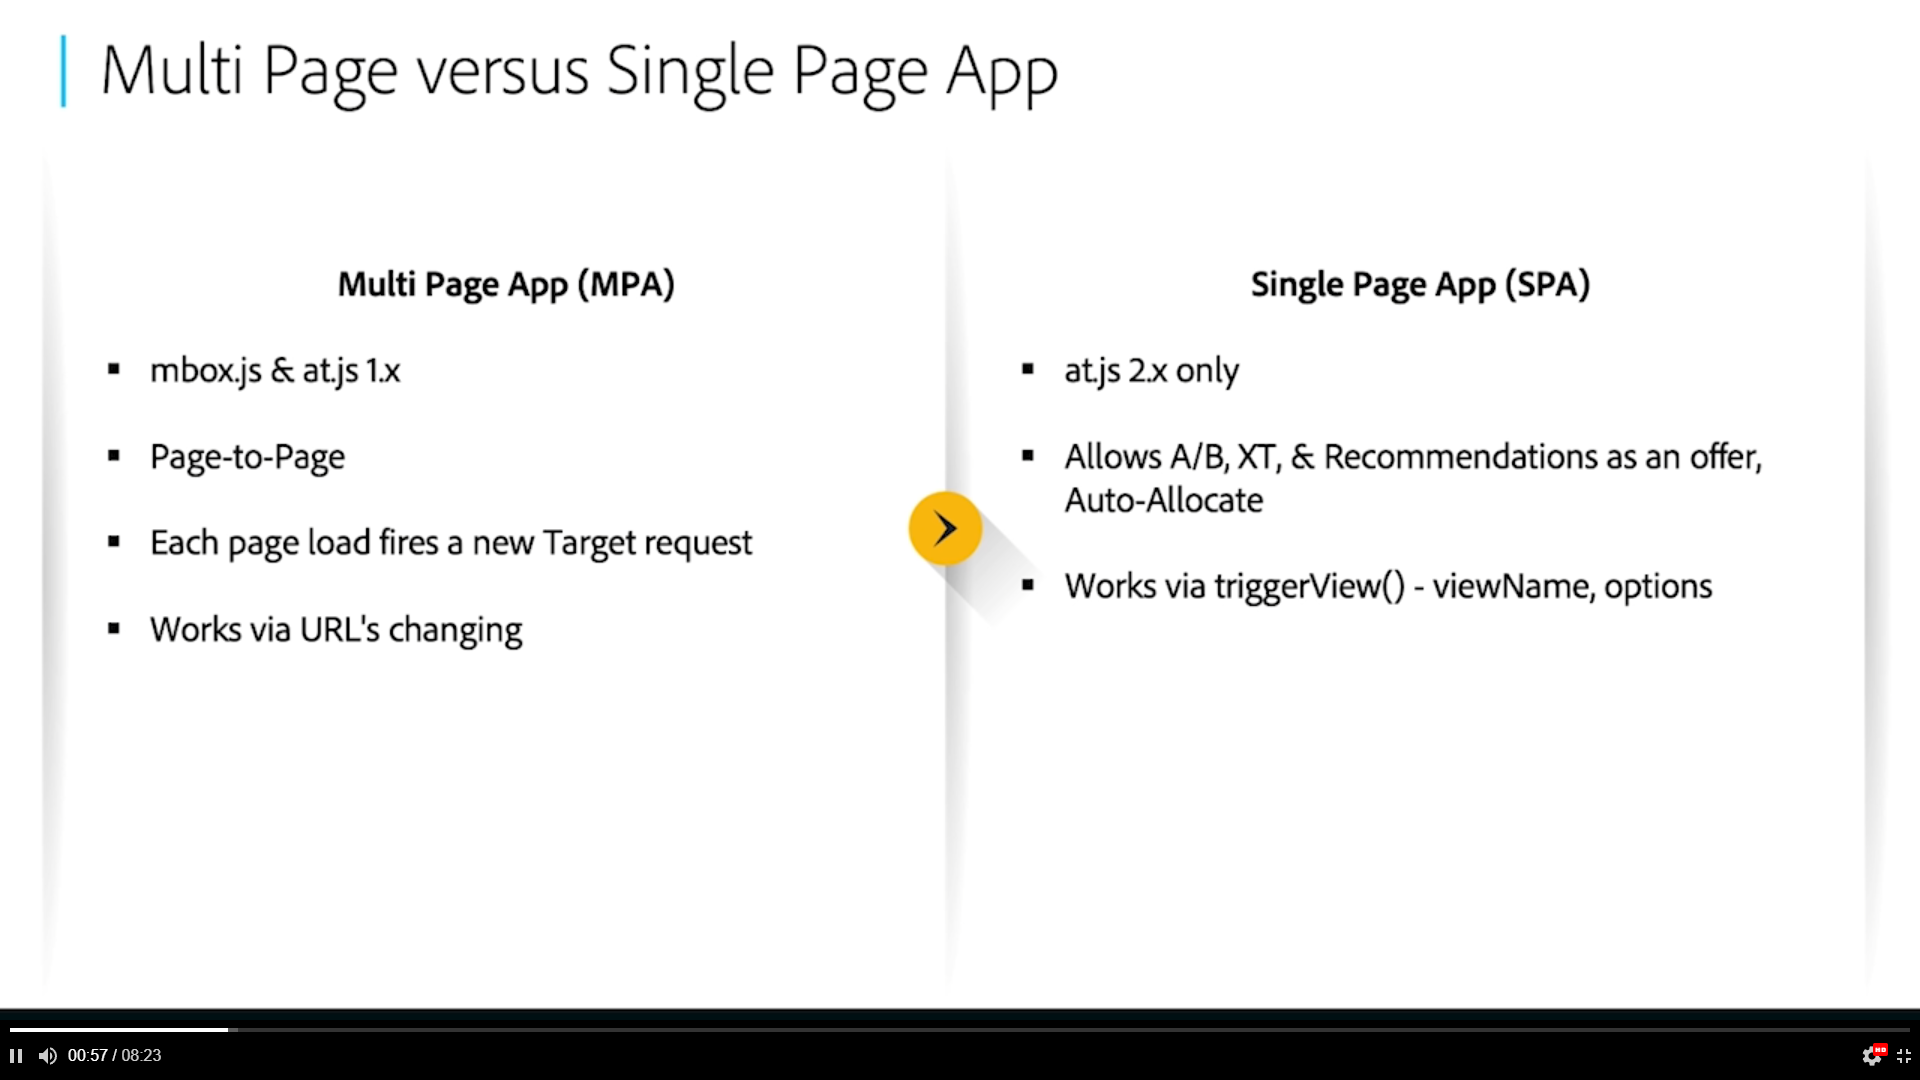 Multi Page versus Single Page App
Multi Page App (MPA)
▪ mbox.js & at.js 1.x
▪ Page-to-Page
▪ Each page load fires a new Target request
▪ Works via URL's changing
Single Page App (SPA)
▪ at.js 2.x only
▪ Allows A/B, XT, & Recommendations as an offer,
Auto-Allocate
▪ Works via triggerView() - viewName, options
00:57 / 08:23
HD